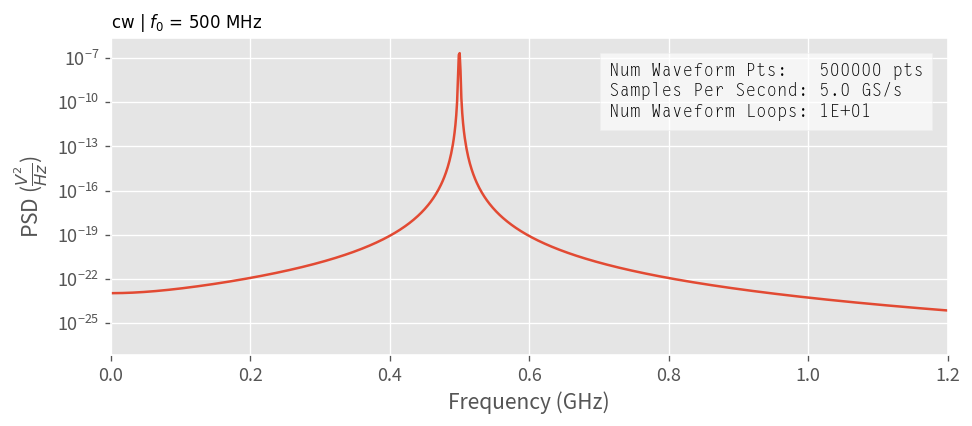 cw | f₀ = 500 MHz
Num Waveform Pts: 500000 pts
Samples Per Second: 5.0 GS/s
Num Waveform Loops: 1E+01
PSD (V²/Hz)
10⁻⁷
10⁻¹⁰
10⁻¹³
10⁻¹⁶
10⁻¹⁹
10⁻²²
10⁻²⁵
0.0 0.2 0.4 0.6 0.8 1.0 1.2
Frequency (GHz)